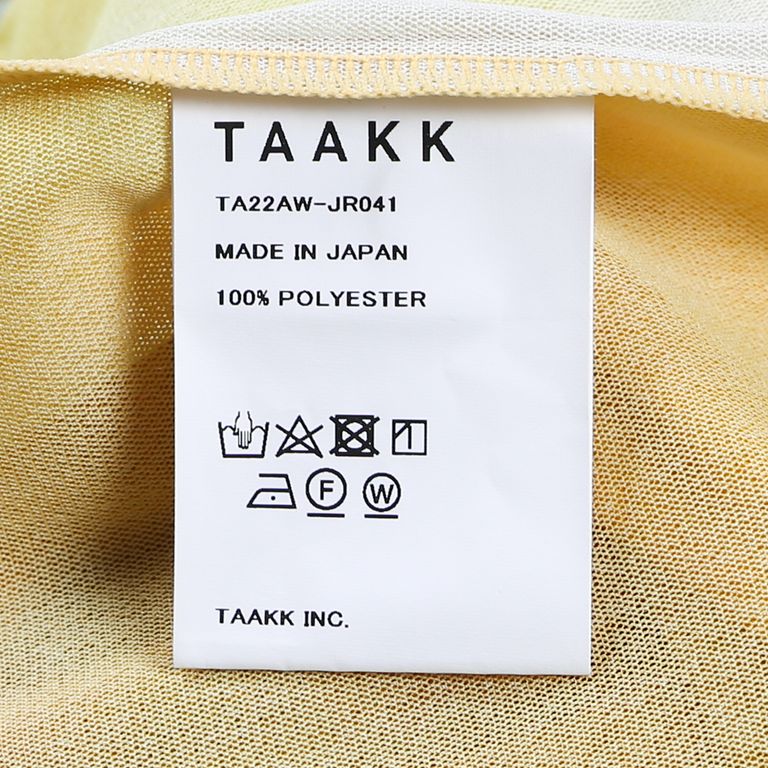 TAAKK
TA22AW-JR041
MADE IN JAPAN
100% POLYESTER
F W
TAAKK INC.